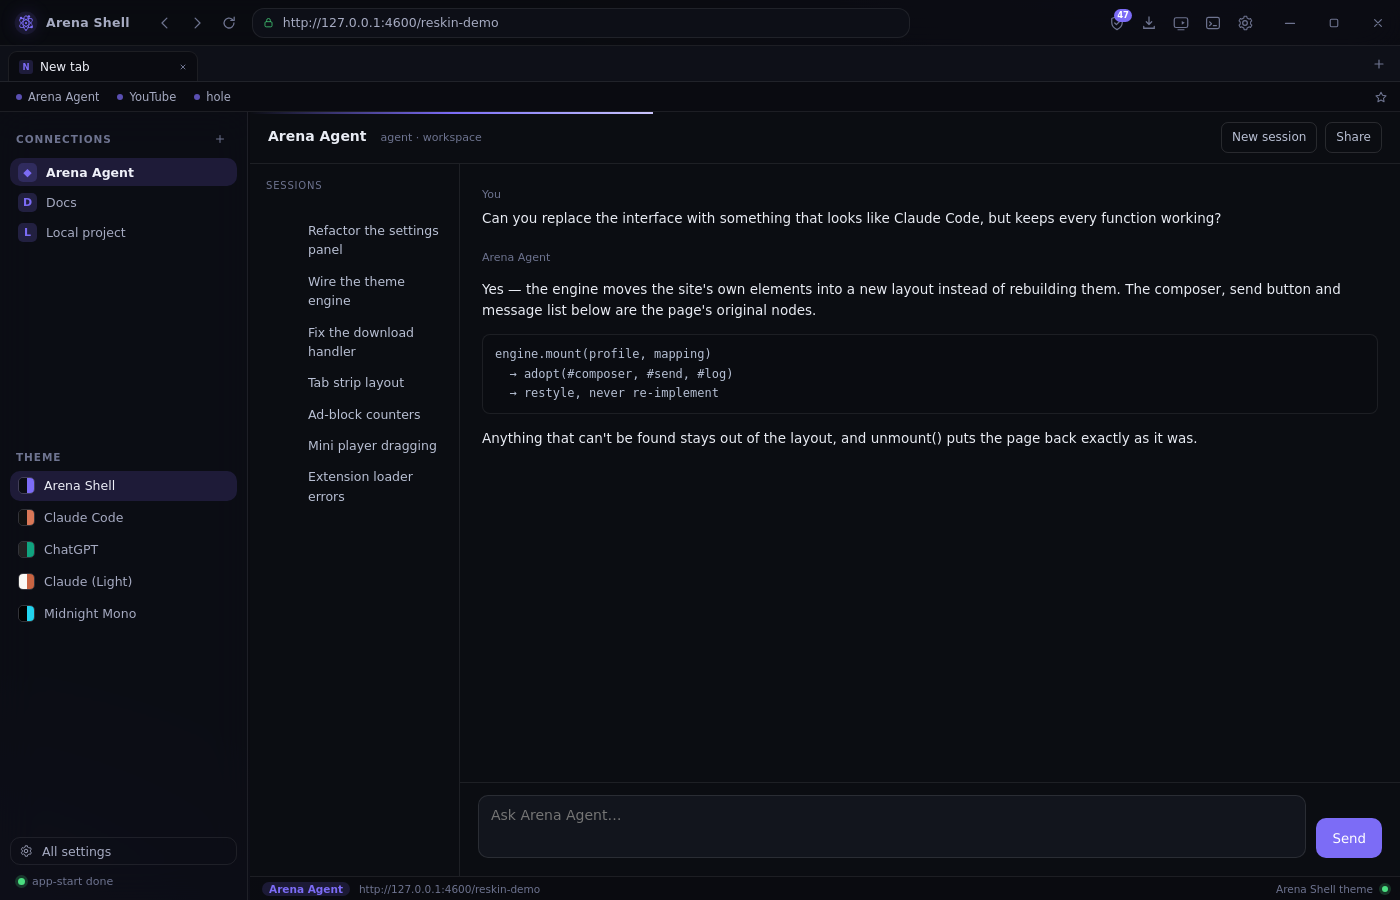 Arena Shell
http://127.0.0.1:4600/reskin-demo
47
N New tab ×
+
Arena Agent
YouTube
hole
CONNECTIONS +
Arena Agent
D Docs
L Local project
THEME
Arena Shell
Claude Code
ChatGPT
Claude (Light)
Midnight Mono
All settings
app-start done
Arena Agent agent · workspace
New session
Share
SESSIONS
Refactor the settings
panel
Wire the theme
engine
Fix the download
handler
Tab strip layout
Ad-block counters
Mini player dragging
Extension loader
errors
You
Can you replace the interface with something that looks like Claude Code, but keeps every function working?
Arena Agent
Yes — the engine moves the site's own elements into a new layout instead of rebuilding them. The composer, send button and
message list below are the page's original nodes.
engine.mount(profile, mapping)
→ adopt(#composer, #send, #log)
→ restyle, never re-implement
Anything that can't be found stays out of the layout, and unmount() puts the page back exactly as it was.
Ask Arena Agent…
Send
Arena Agent http://127.0.0.1:4600/reskin-demo
Arena Shell theme